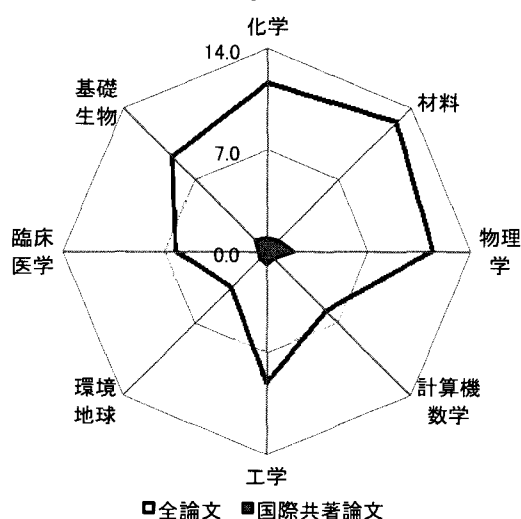 化学
14.0
基礎
生物
材料
7.0
臨床
医学
0.0
物理
学
環境
地球
計算機
数学
工学
全論文 国際共著論文